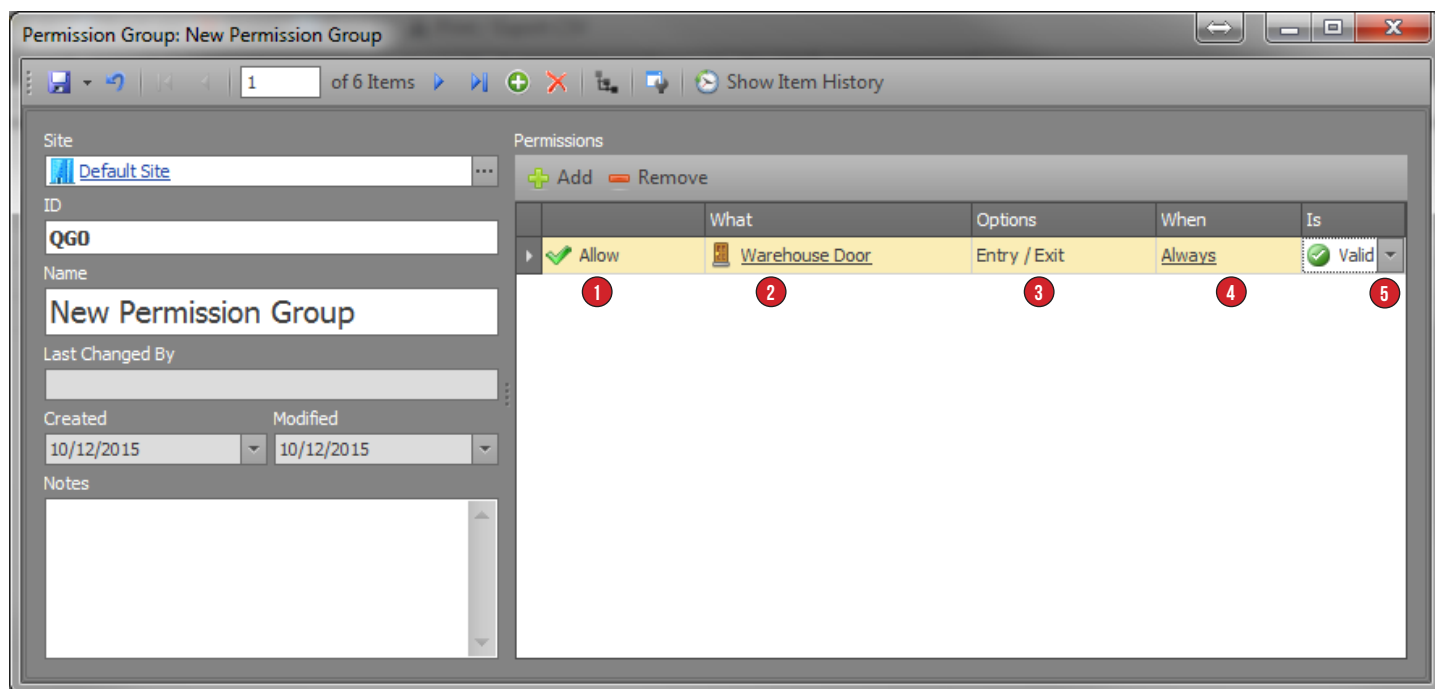 Permission Group: New Permission Group
1 of 6 Items Show Item History
Site
Default Site
ID
QG0
Name
New Permission Group
Last Changed By
Created Modified
10/12/2015 10/12/2015
Notes
Permissions
Add Remove
What Options When Is
Allow Warehouse Door Entry / Exit Always Valid
1 2 3 4 5